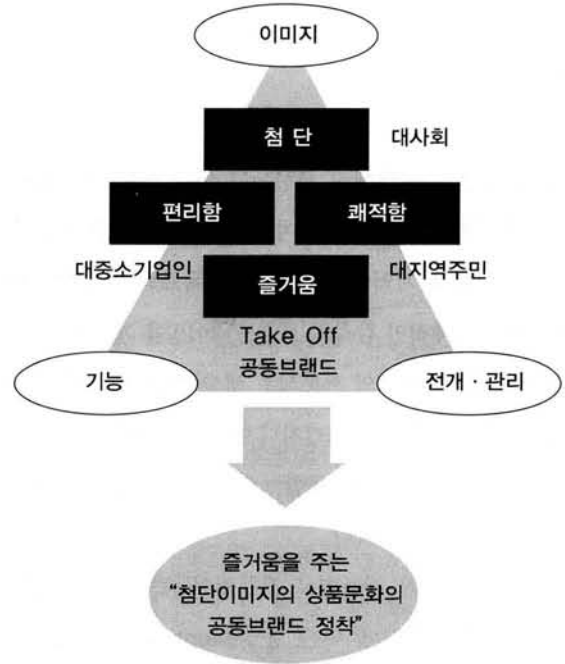 이미지
첨 단 대사회
편리함 쾌적함
대중소기업인 즐거움 대지역주민
Take Off
공동브랜드
기능 전개 · 관리
즐거움을 주는
“첨단이미지의 상품문화의
공동브랜드 정착”